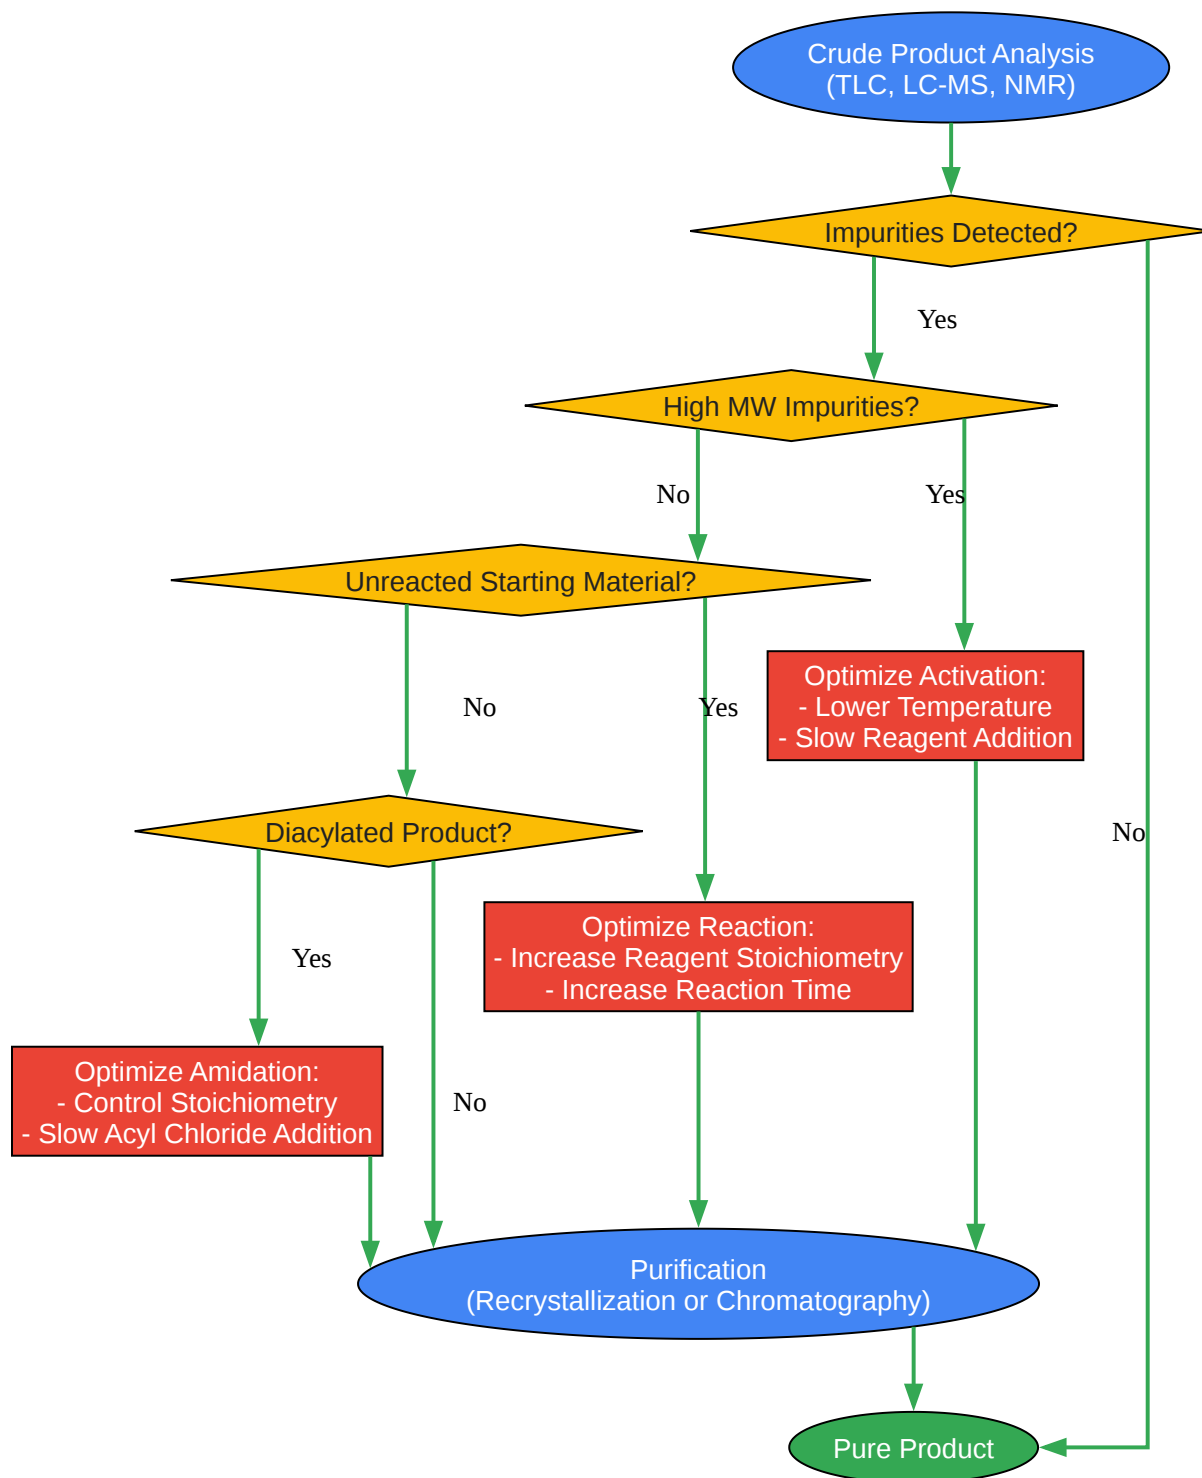 Crude Product Analysis
(TLC, LC-MS, NMR)
Impurities Detected?
Yes
High MW Impurities?
No
Yes
Unreacted Starting Material?
Optimize Activation:
- Lower Temperature
- Slow Reagent Addition
No
Yes
Diacylated Product?
No
Optimize Reaction:
- Increase Reagent Stoichiometry
- Increase Reaction Time
Yes
Optimize Amidation:
- Control Stoichiometry
- Slow Acyl Chloride Addition
No
Purification
(Recrystallization or Chromatography)
Pure Product